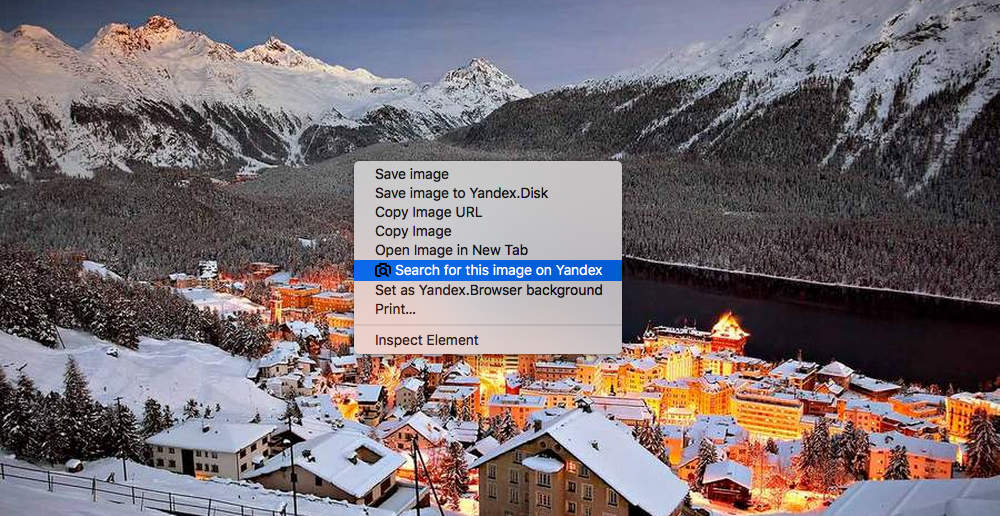 Save image
Save image to Yandex.Disk
Copy Image URL
Copy Image
Open Image in New Tab
Search for this image on Yandex
Set as Yandex.Browser background
Print...
Inspect Element